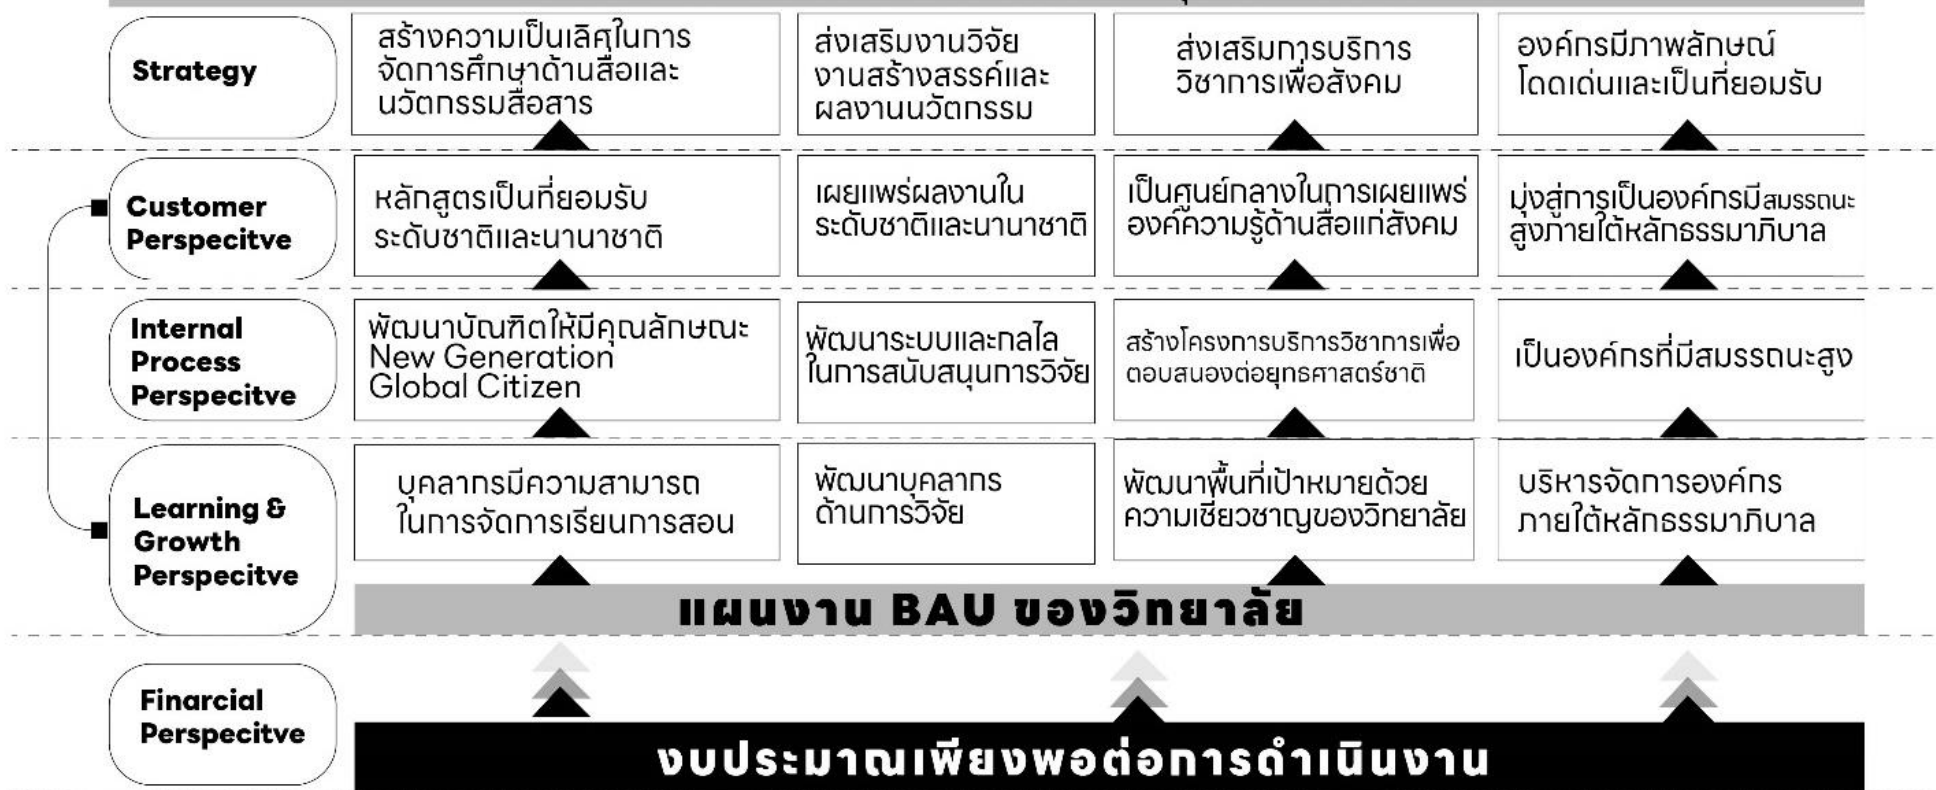 Strategy
สร้างความเป็นเลิศในการ
จัดการศึกษาด้านสื่อและ
นวัตกรรมสื่อสาร
ส่งเสริมงานวิจัย
งานสร้างสรรค์และ
ผลงานนวัตกรรม
ส่งเสริมการบริการ
วิชาการเพื่อสังคม
องค์กรมีภาพลักษณ์
โดดเด่นและเป็นที่ยอมรับ
Customer
Perspecitve
หลักสูตรเป็นที่ยอมรับ
ระดับชาติและนานาชาติ
เผยแพร่ผลงานใน
ระดับชาติและนานาชาติ
เป็นศูนย์กลางในการเผยแพร่
องค์ความรู้ด้านสื่อแก่สังคม
มุ่งสู่การเป็นองค์กรมีสมรรถนะ
สูงภายใต้หลักธรรมาภิบาล
Internal
Process
Perspecitve
พัฒนาบัณฑิตให้มีคุณลักษณะ
New Generation
Global Citizen
พัฒนาระบบและกลไล
ในการสนับสนุนการวิจัย
สร้างโครงการบริการวิชาการเพื่อ
ตอบสนองต่อยุทธศาสตร์ชาติ
เป็นองค์กรที่มีสมรรถนะสูง
Learning &
Growth
Perspecitve
บุคลากรมีความสามารถ
ในการจัดการเรียนการสอน
พัฒนาบุคลากร
ด้านการวิจัย
พัฒนาพื้นที่เป้าหมายด้วย
ความเชี่ยวชาญของวิทยาลัย
บริหารจัดการองค์กร
ภายใต้หลักธรรมาภิบาล
แผนงาน BAU ของวิทยาลัย
Finarcial
Perspecitve
งบประมาณเพียงพอต่อการดำเนินงาน